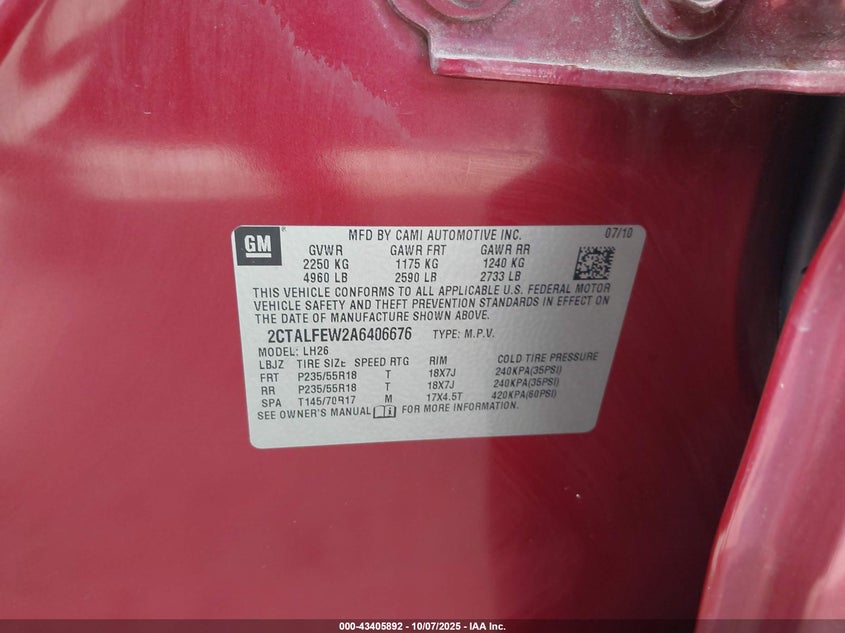 GM ®
MFD BY CAMI AUTOMOTIVE INC. 07/10
GVWR GAWR FRT GAWR RR
2250 KG 1175 KG 1240 KG
4960 LB 2590 LB 2733 LB
THIS VEHICLE CONFORMS TO ALL APPLICABLE U.S. FEDERAL MOTOR
VEHICLE SAFETY AND THEFT PREVENTION STANDARDS IN EFFECT ON
THE DATE OF MANUFACTURE SHOWN ABOVE.
2CTALFEW2A6406676 TYPE: M.P.V.
MODEL: LH26
LBJZ TIRE SIZE SPEED RTG RIM COLD TIRE PRESSURE
FRT P235/55R18 T 18X7J 240KPA(35PSI)
RR P235/55R18 T 18X7J 240KPA(35PSI)
SPA T145/70R17 M 17X4.5T 420KPA(60PSI)
SEE OWNER'S MANUAL FOR MORE INFORMATION.
000-43405892 - 10/07/2025 - IAA Inc.